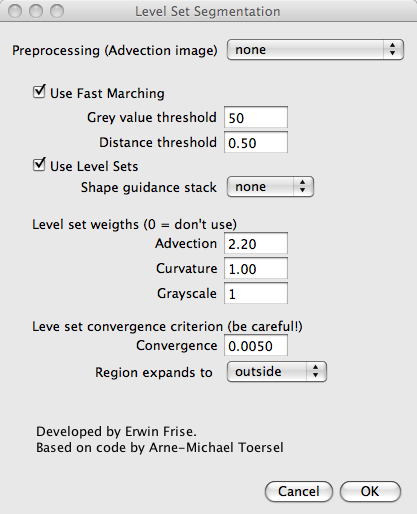 Level Set Segmentation
Preprocessing (Advection image) none
Use Fast Marching
Grey value threshold 50
Distance threshold 0.50
Use Level Sets
Shape guidance stack none
Level set weigths (0 = don't use)
Advection 2.20
Curvature 1.00
Grayscale 1
Leve set convergence criterion (be careful!)
Convergence 0.0050
Region expands to outside
Developed by Erwin Frise.
Based on code by Arne-Michael Toersel
Cancel OK